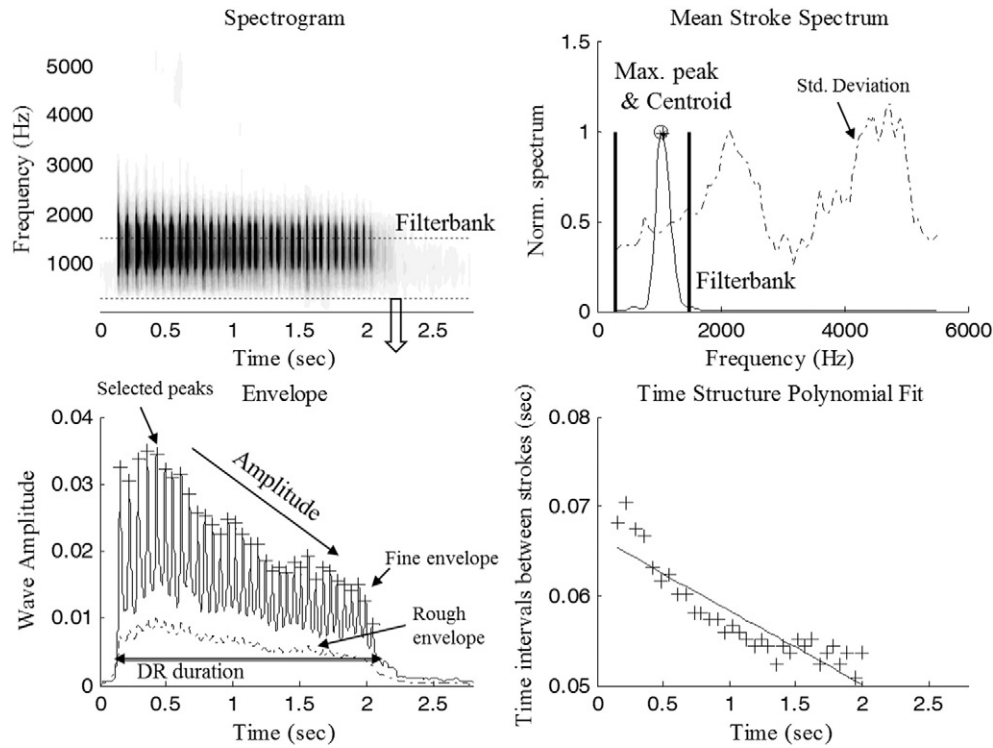 Spectrogram
Frequency (Hz)
5000
4000
3000
2000
1000
Filterbank
0
0.5
1
1.5
2
2.5
Time (sec)
Mean Stroke Spectrum
Norm. spectrum
1.5
1
0.5
0
Max. peak
& Centroid
Std. Deviation
Filterbank
0
2000
4000
6000
Frequency (Hz)
Selected peaks
Envelope
Wave Amplitude
0.04
0.03
0.02
0.01
0
Amplitude
Fine envelope
Rough
envelope
DR duration
0
0.5
1
1.5
2
2.5
Time (sec)
Time Structure Polynomial Fit
Time intervals between strokes (sec)
0.08
0.07
0.06
0.05
0
0.5
1
1.5
2
2.5
Time (sec)